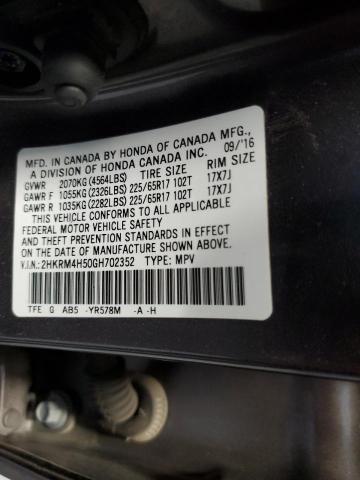 MFD. IN CANADA BY HONDA OF CANADA MFG.,
A DIVISION OF HONDA CANADA INC. 09/'16
GVWR 2070KG (4564LBS) TIRE SIZE RIM SIZE
GAWR F 1055KG (2326LBS) 225/65R17 102T 17X7J
GAWR R 1035KG (2282LBS) 225/65R17 102T 17X7J
THIS VEHICLE CONFORMS TO ALL APPLICABLE
FEDERAL MOTOR VEHICLE SAFETY
AND THEFT PREVENTION STANDARDS IN EFFECT
ON THE DATE OF MANUFACTURE SHOWN ABOVE.
V.I.N.: 2HKRM4H50GH702352 TYPE: MPV
TFE G AB5 -YR578M -A -H